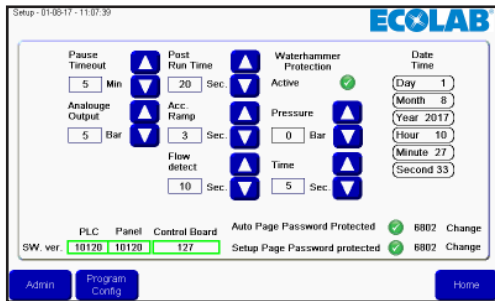 Setup - 01-08-17 - 11:07:39
ECOLAB
Pause Timeout
5 Min
Analouge Output
5 Bar
Post Run Time
20 Sec.
Acc. Ramp
3 Sec.
Flow detect
10 Sec.
Waterhammer Protection
Active
Pressure
0 Bar
Time
5 Sec.
Date Time
Day 1
Month 8
Year 2017
Hour 10
Minute 27
Second 33
PLC Panel Control Board
SW. ver. 10120 10120 127
Auto Page Password Protected 6802 Change
Setup Page Password protected 6802 Change
Admin
Program Config
Home